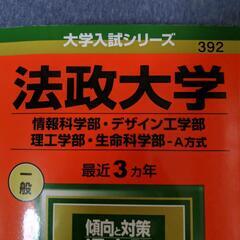 大学入試シリーズ
392
法政大学
情報科学部・デザイン工学部
理工学部・生命科学部-A方式
一般
最近3カ年
傾向と対策